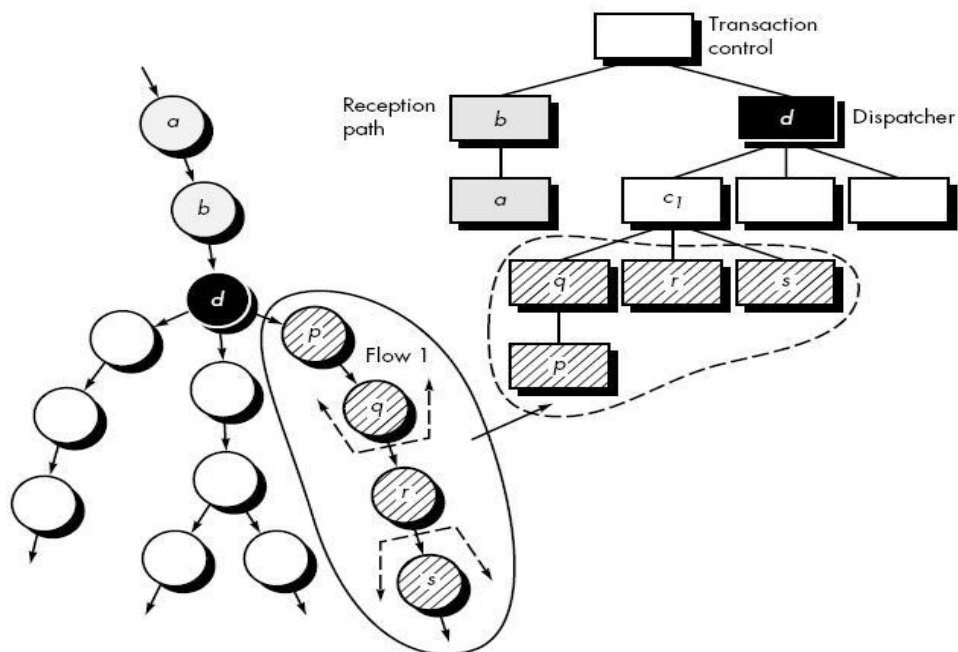 Transaction
control
a
Reception
path
b
d
Dispatcher
b
a
c1
d
q
r
s
p
Flow 1
p
q
r
s